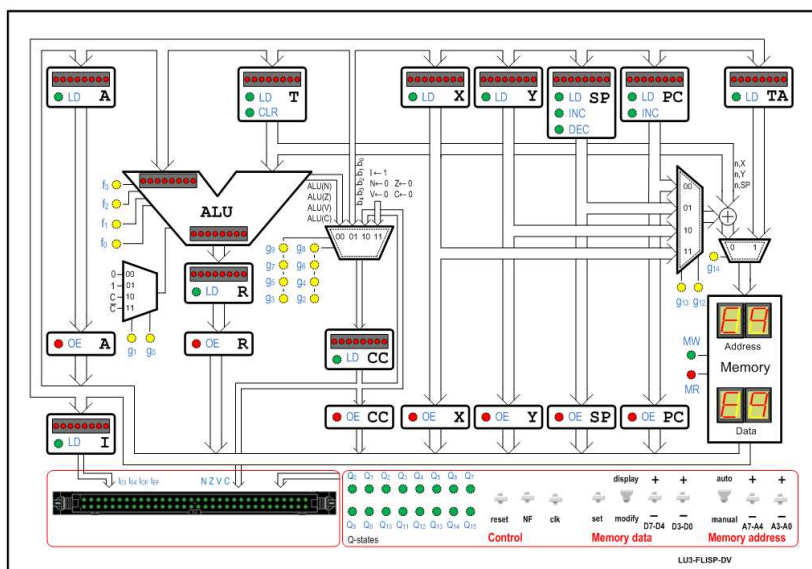 LD A
LD T
CLR
LD X
LD Y
LD SP
INC
DEC
LD PC
INC
LD TA
f3
f2
f1
f0
ALU
ALU(N)
ALU(Z)
ALU(V)
ALU(C)
b4 b3 b2 b1 b0
I←1
N←0 Z←0
V←0 C←0
n,X
n,Y
n,SP
00 01 10 11
00
01
10
11
0 1
g9 g8
g7 g6
g5 g4
g3 g2
g14
g13 g12
0 00
1 01
C 10
C 11
g1 g0
LD R
OE A
OE R
LD CC
OE CC
OE X
OE Y
OE SP
OE PC
LD I
MW
MR
Address
Memory
Data
N Z V C
Q0 Q1 Q2 Q3 Q4 Q5 Q6 Q7
Q8 Q9 Q10 Q11 Q12 Q13 Q14 Q15
Q-states
reset NF clk
Control
display + +
set modify − −
D7-D4 D3-D0
Memory data
auto + +
manual − −
A7-A4 A3-A0
Memory address
LU3-FLISP-DV